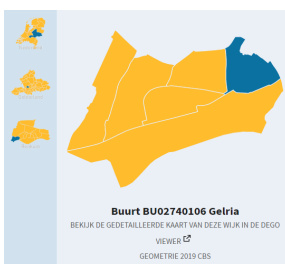 Buurt BU02740106 Gelria
BEKIJK DE GEDETAILLEERDE KAART VAN DEZE WIJK IN DE DEGO
VIEWER
GEOMETRIE 2019 CBS